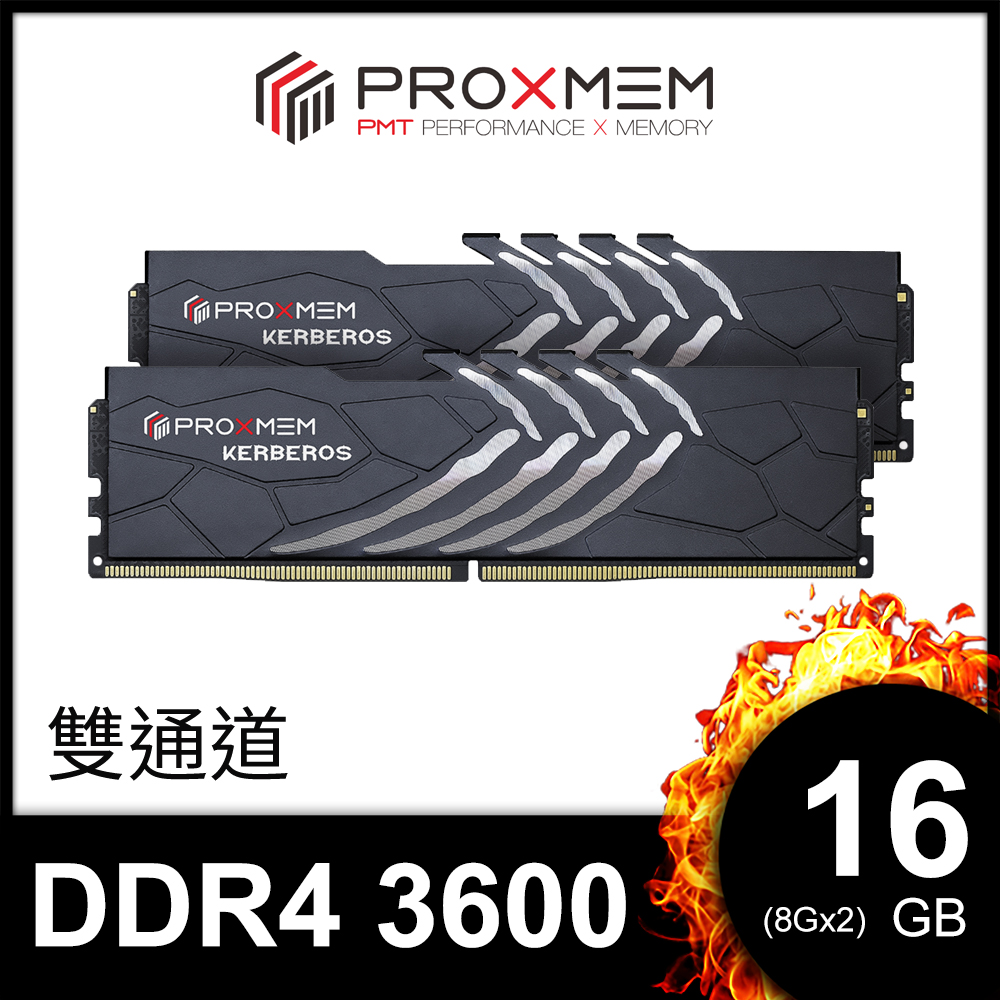 PROXMEM
PMT PERFORMANCE X MEMORY
PROXMEM
KERBEROS
PROXMEM
KERBEROS
雙通道
DDR4 3600
16
(8Gx2) GB